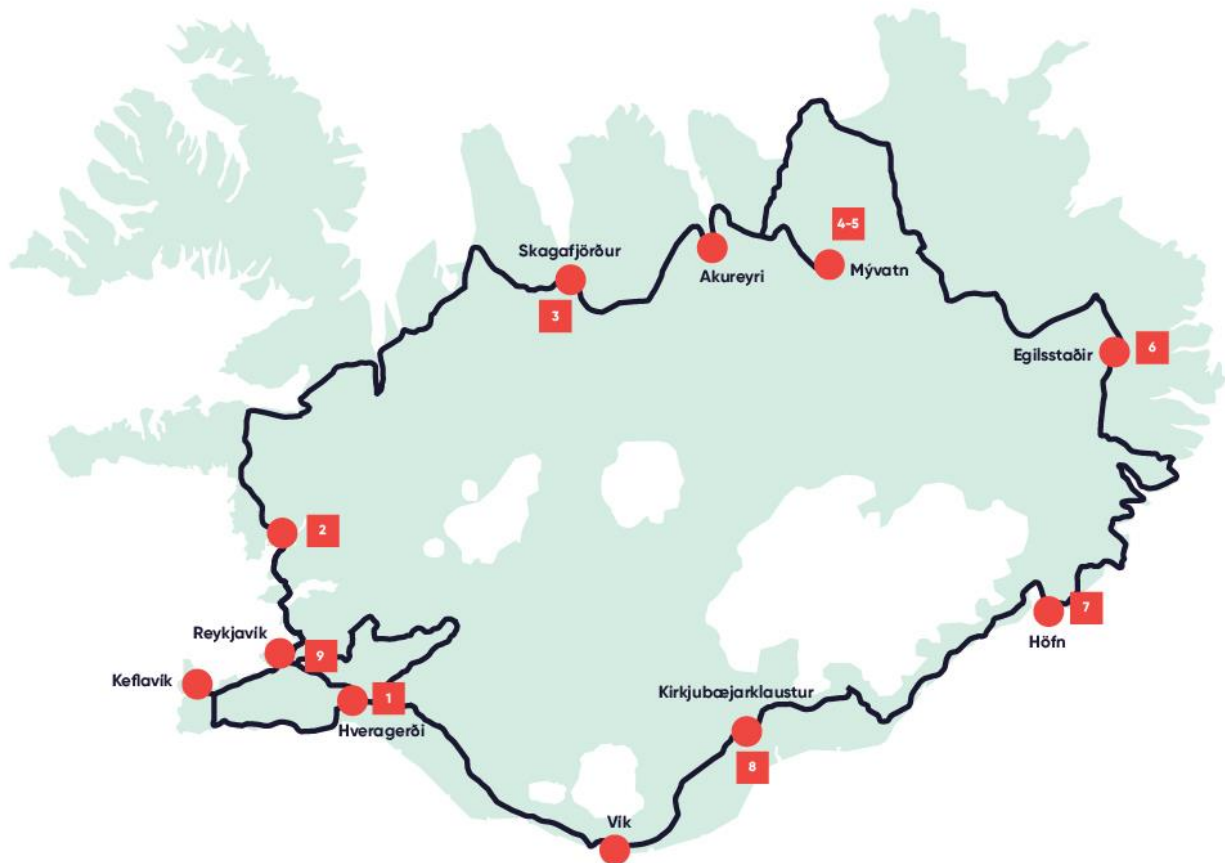 4-5
Skagafjörður
Akureyri
Mývatn
3
Egilsstaðir
6
2
7
Reykjavík
Höfn
9
Keflavík
Kirkjubæjarklaustur
1
Hveragerði
8
Vík